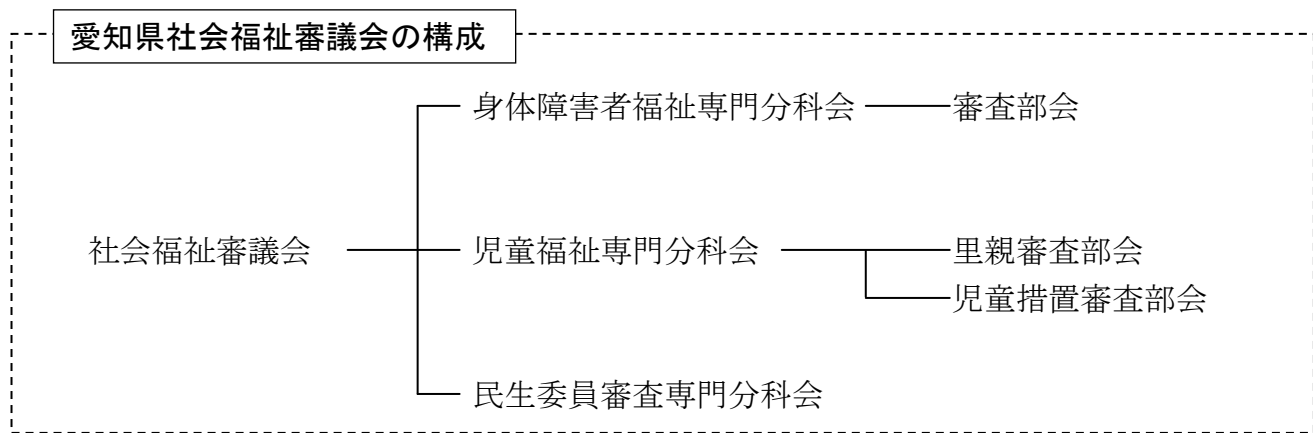 愛知県社会福祉審議会の構成
身体障害者福祉専門分科会 審査部会
社会福祉審議会 児童福祉専門分科会 里親審査部会
児童措置審査部会
民生委員審査専門分科会